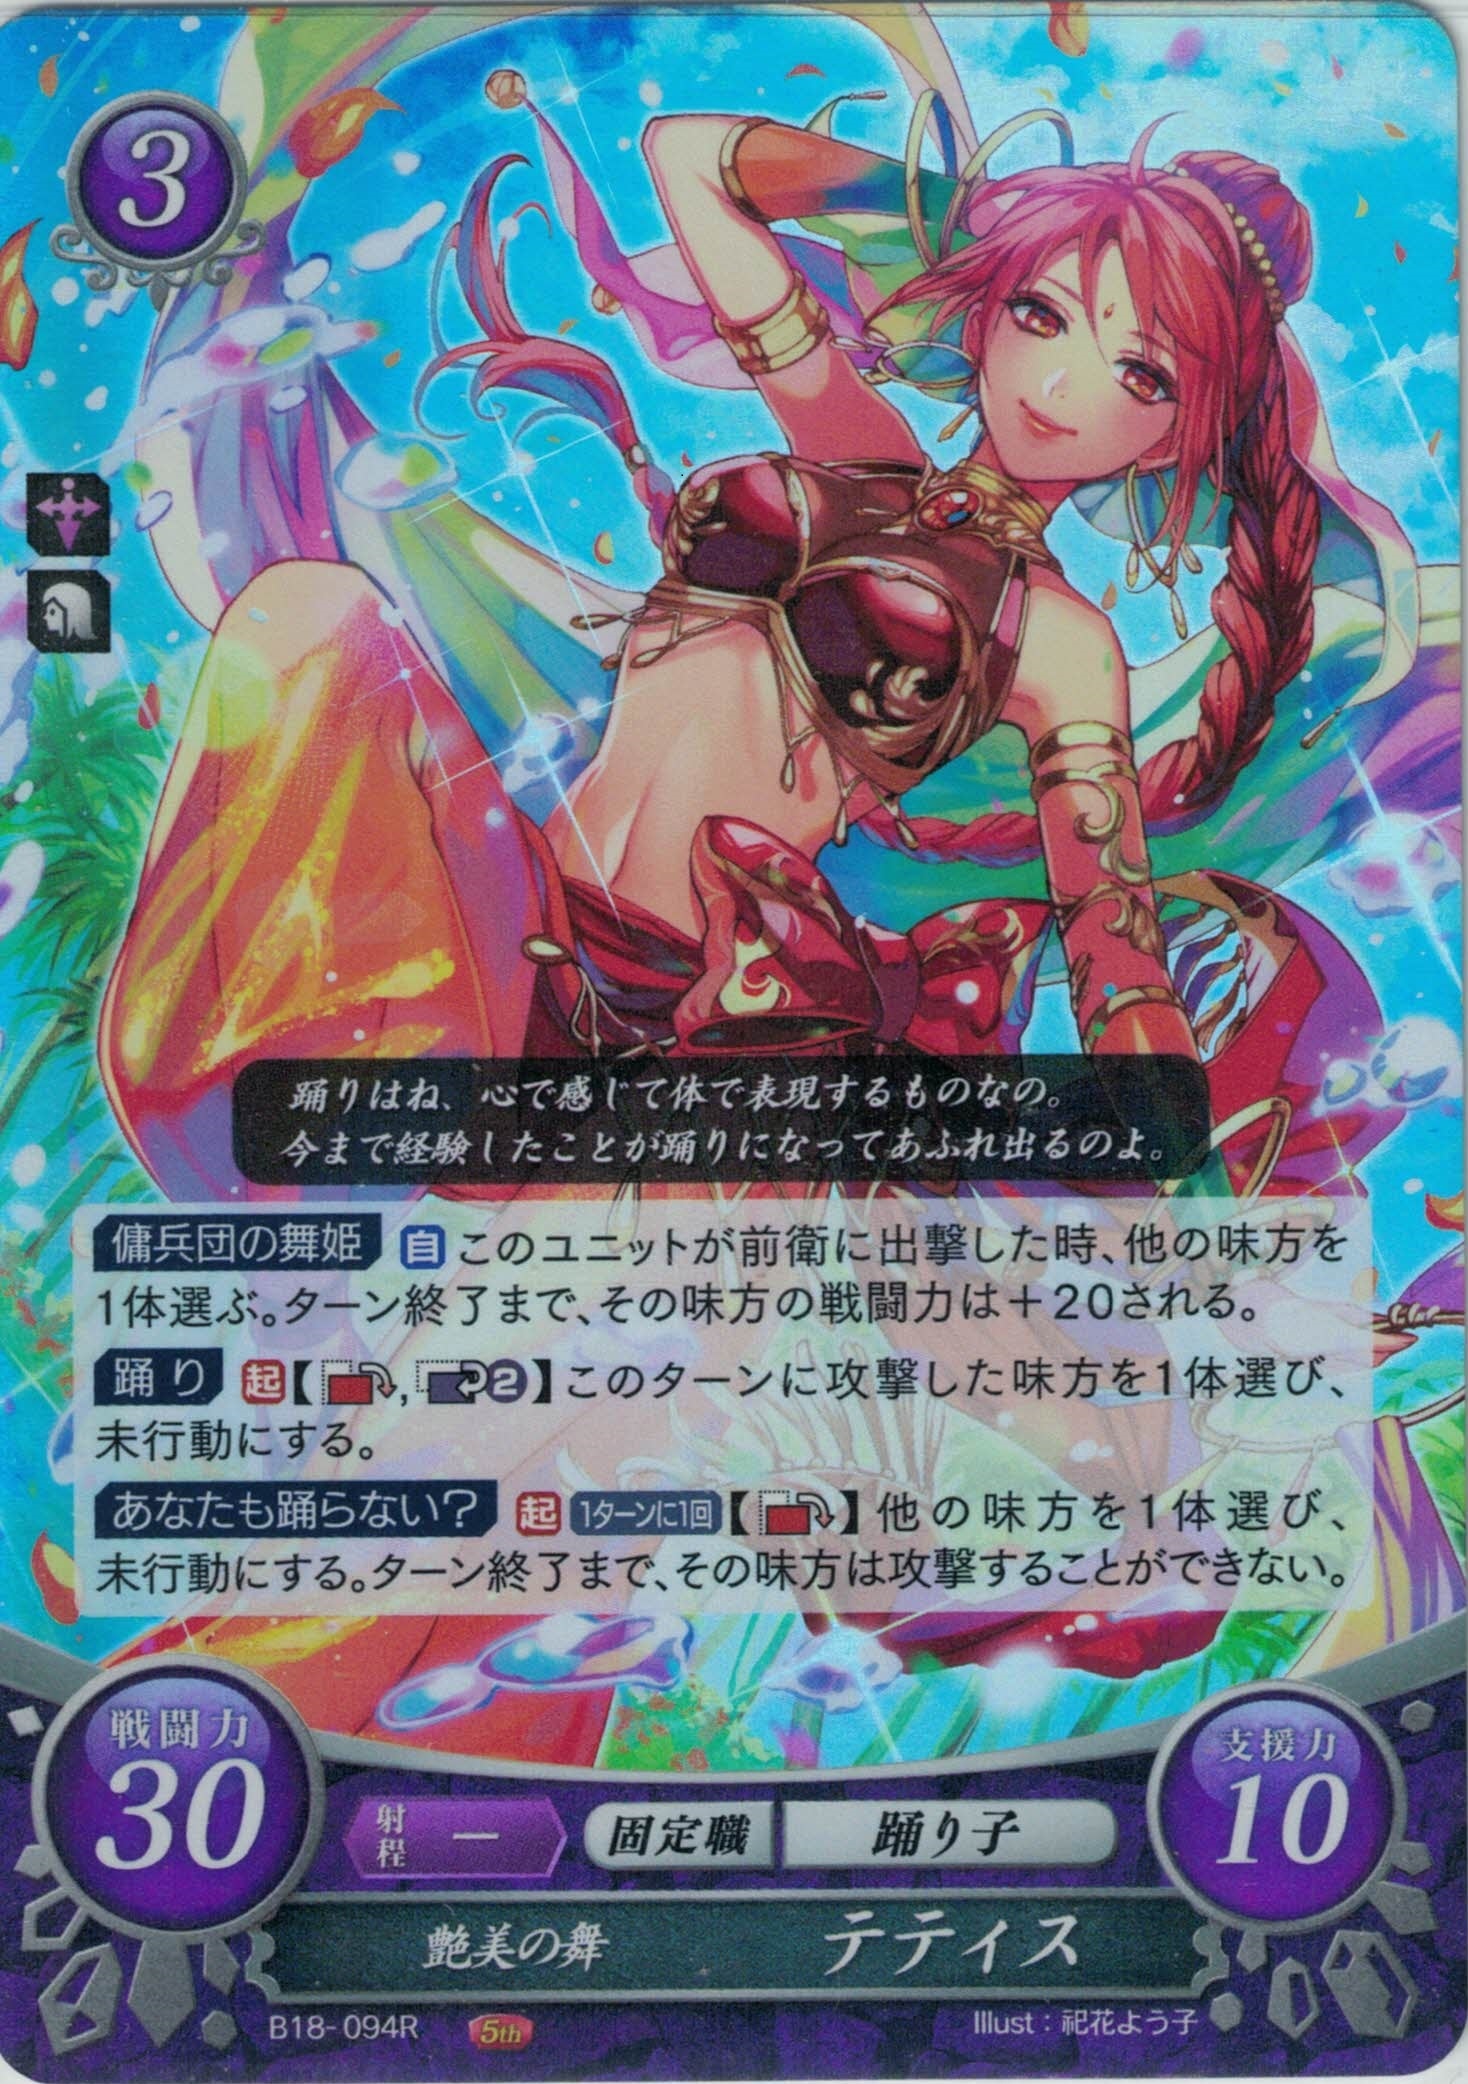 3
踊りはね、心で感じて体で表現するものなの。
今まで経験したことが踊りになってあふれ出るのよ。
傭兵団の舞姫 自 このユニットが前衛に出撃した時、他の味方を
1体選ぶ。ターン終了まで、その味方の戦闘力は＋20される。
踊り 起【 , 2】このターンに攻撃した味方を1体選び、
未行動にする。
あなたも踊らない？ 起 1ターンに1回【 】他の味方を1体選び、
未行動にする。ターン終了まで、その味方は攻撃することができない。
戦闘力
30
射程 ―
固定職 踊り子
支援力
10
艶美の舞 テティス
B18-094R 5th Illust：祀花よう子